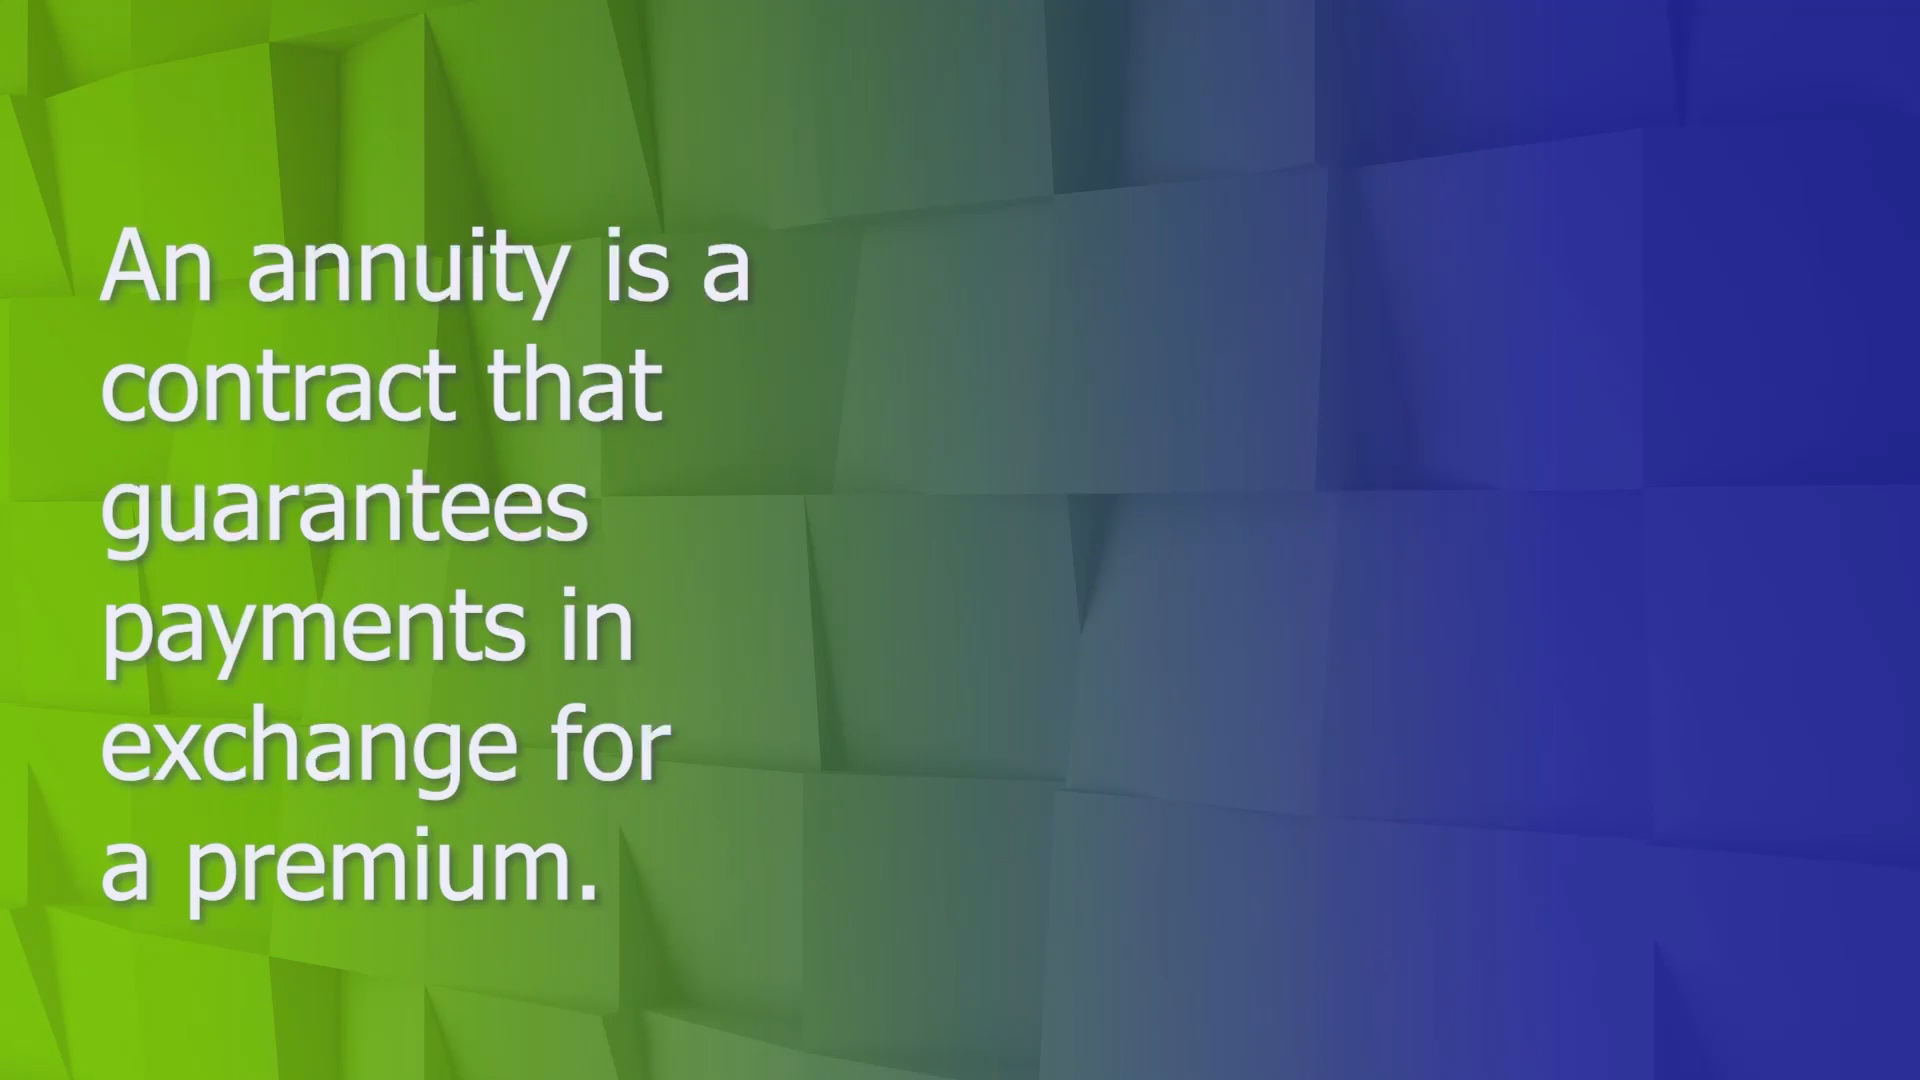 An annuity is a
contract that
guarantees
payments in
exchange for
a premium.